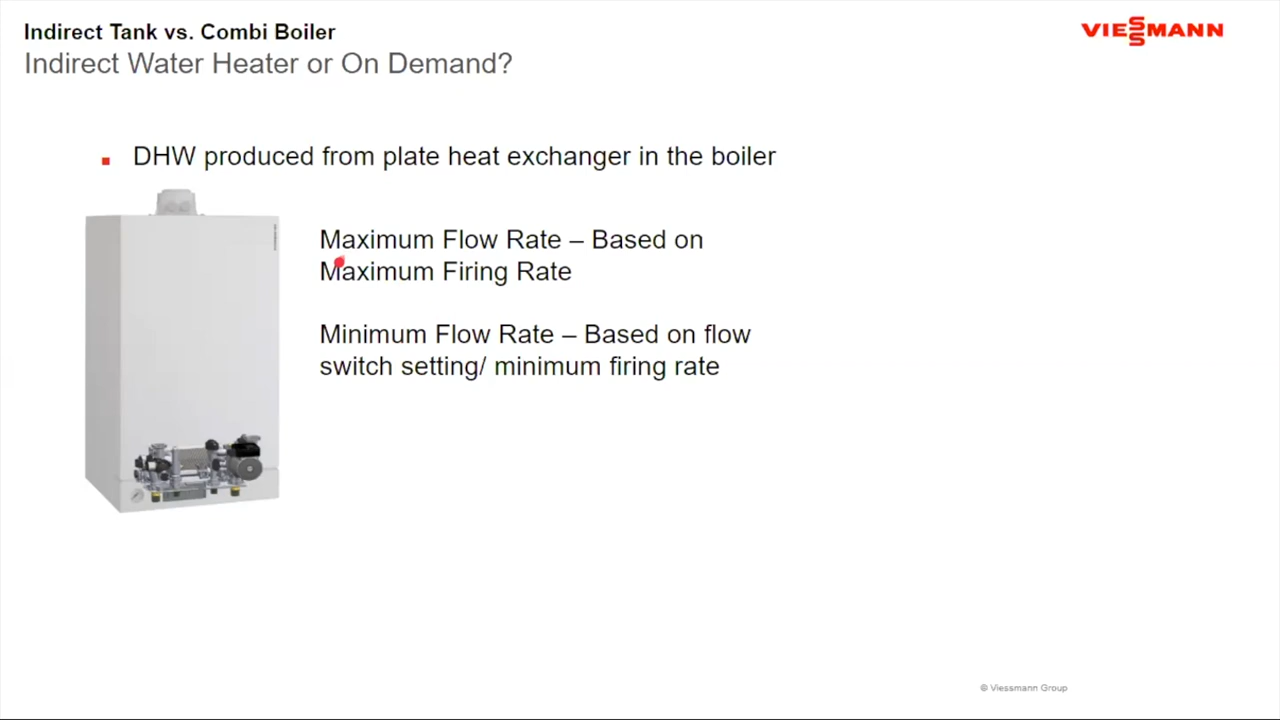 Indirect Tank vs. Combi Boiler
VIESSMANN
Indirect Water Heater or On Demand?
DHW produced from plate heat exchanger in the boiler
Maximum Flow Rate – Based on
Maximum Firing Rate
Minimum Flow Rate – Based on flow
switch setting/ minimum firing rate
© Viessmann Group